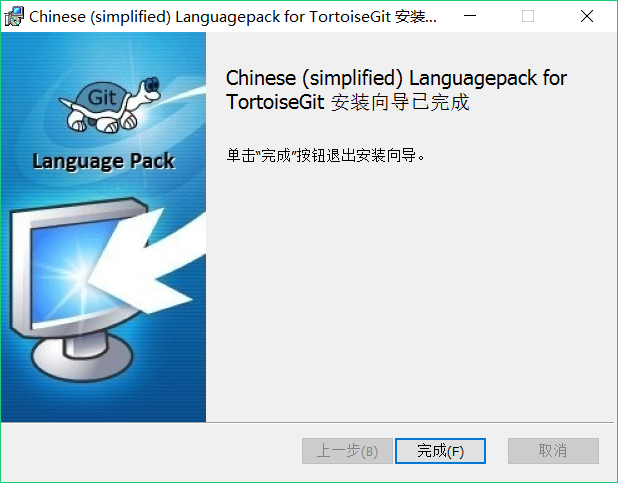 Chinese (simplified) Languagepack for TortoiseGit 安装...
Git
Language Pack
Chinese (simplified) Languagepack for
TortoiseGit 安装向导已完成
单击“完成”按钮退出安装向导。
上一步(B)
完成(F)
取消